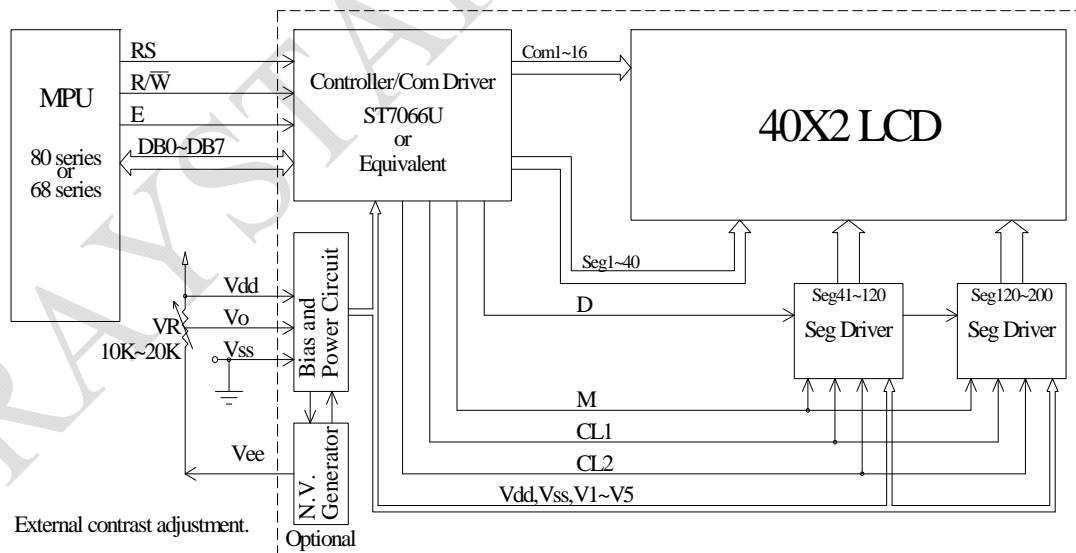 RS
R/W̅
E
DB0~DB7
MPU
80 series
or
68 series
Controller/Com Driver
ST7066U
or
Equivalent
Com1~16
40X2 LCD
Seg1~40
D
Seg41~120
Seg Driver
Seg120~200
Seg Driver
Vdd
Vo
Vss
VR
10K~20K
Bias and
Power Circuit
M
CL1
CL2
Vdd,Vss,V1~V5
Vee
N.V.
Generator
Optional
External contrast adjustment.